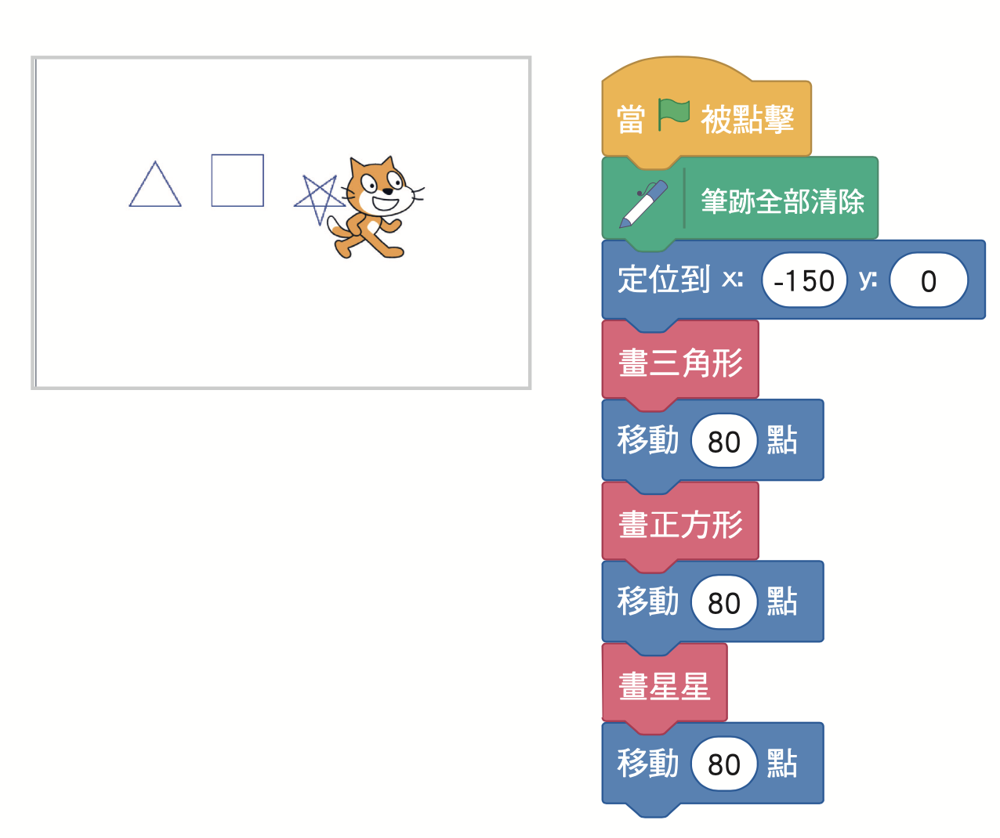 當 被點擊
筆跡全部清除
定位到 x: -150 y: 0
畫三角形
移動 80 點
畫正方形
移動 80 點
畫星星
移動 80 點